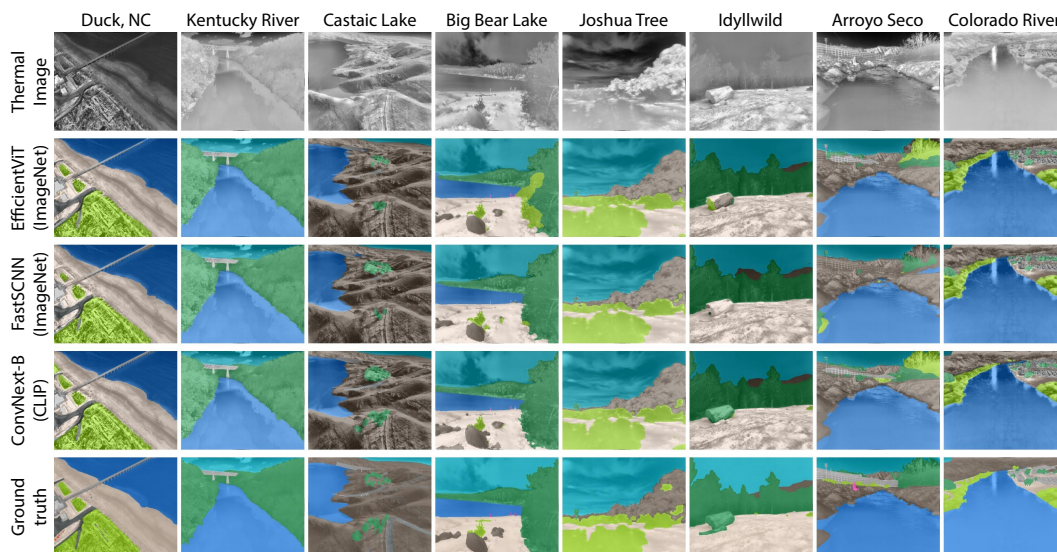 Duck, NC Kentucky River Castaic Lake Big Bear Lake Joshua Tree Idyllwild Arroyo Seco Colorado River
Thermal
Image
EfficientViT
(ImageNet)
FastSCNN
(ImageNet)
ConvNext-B
(CLIP)
Ground
truth